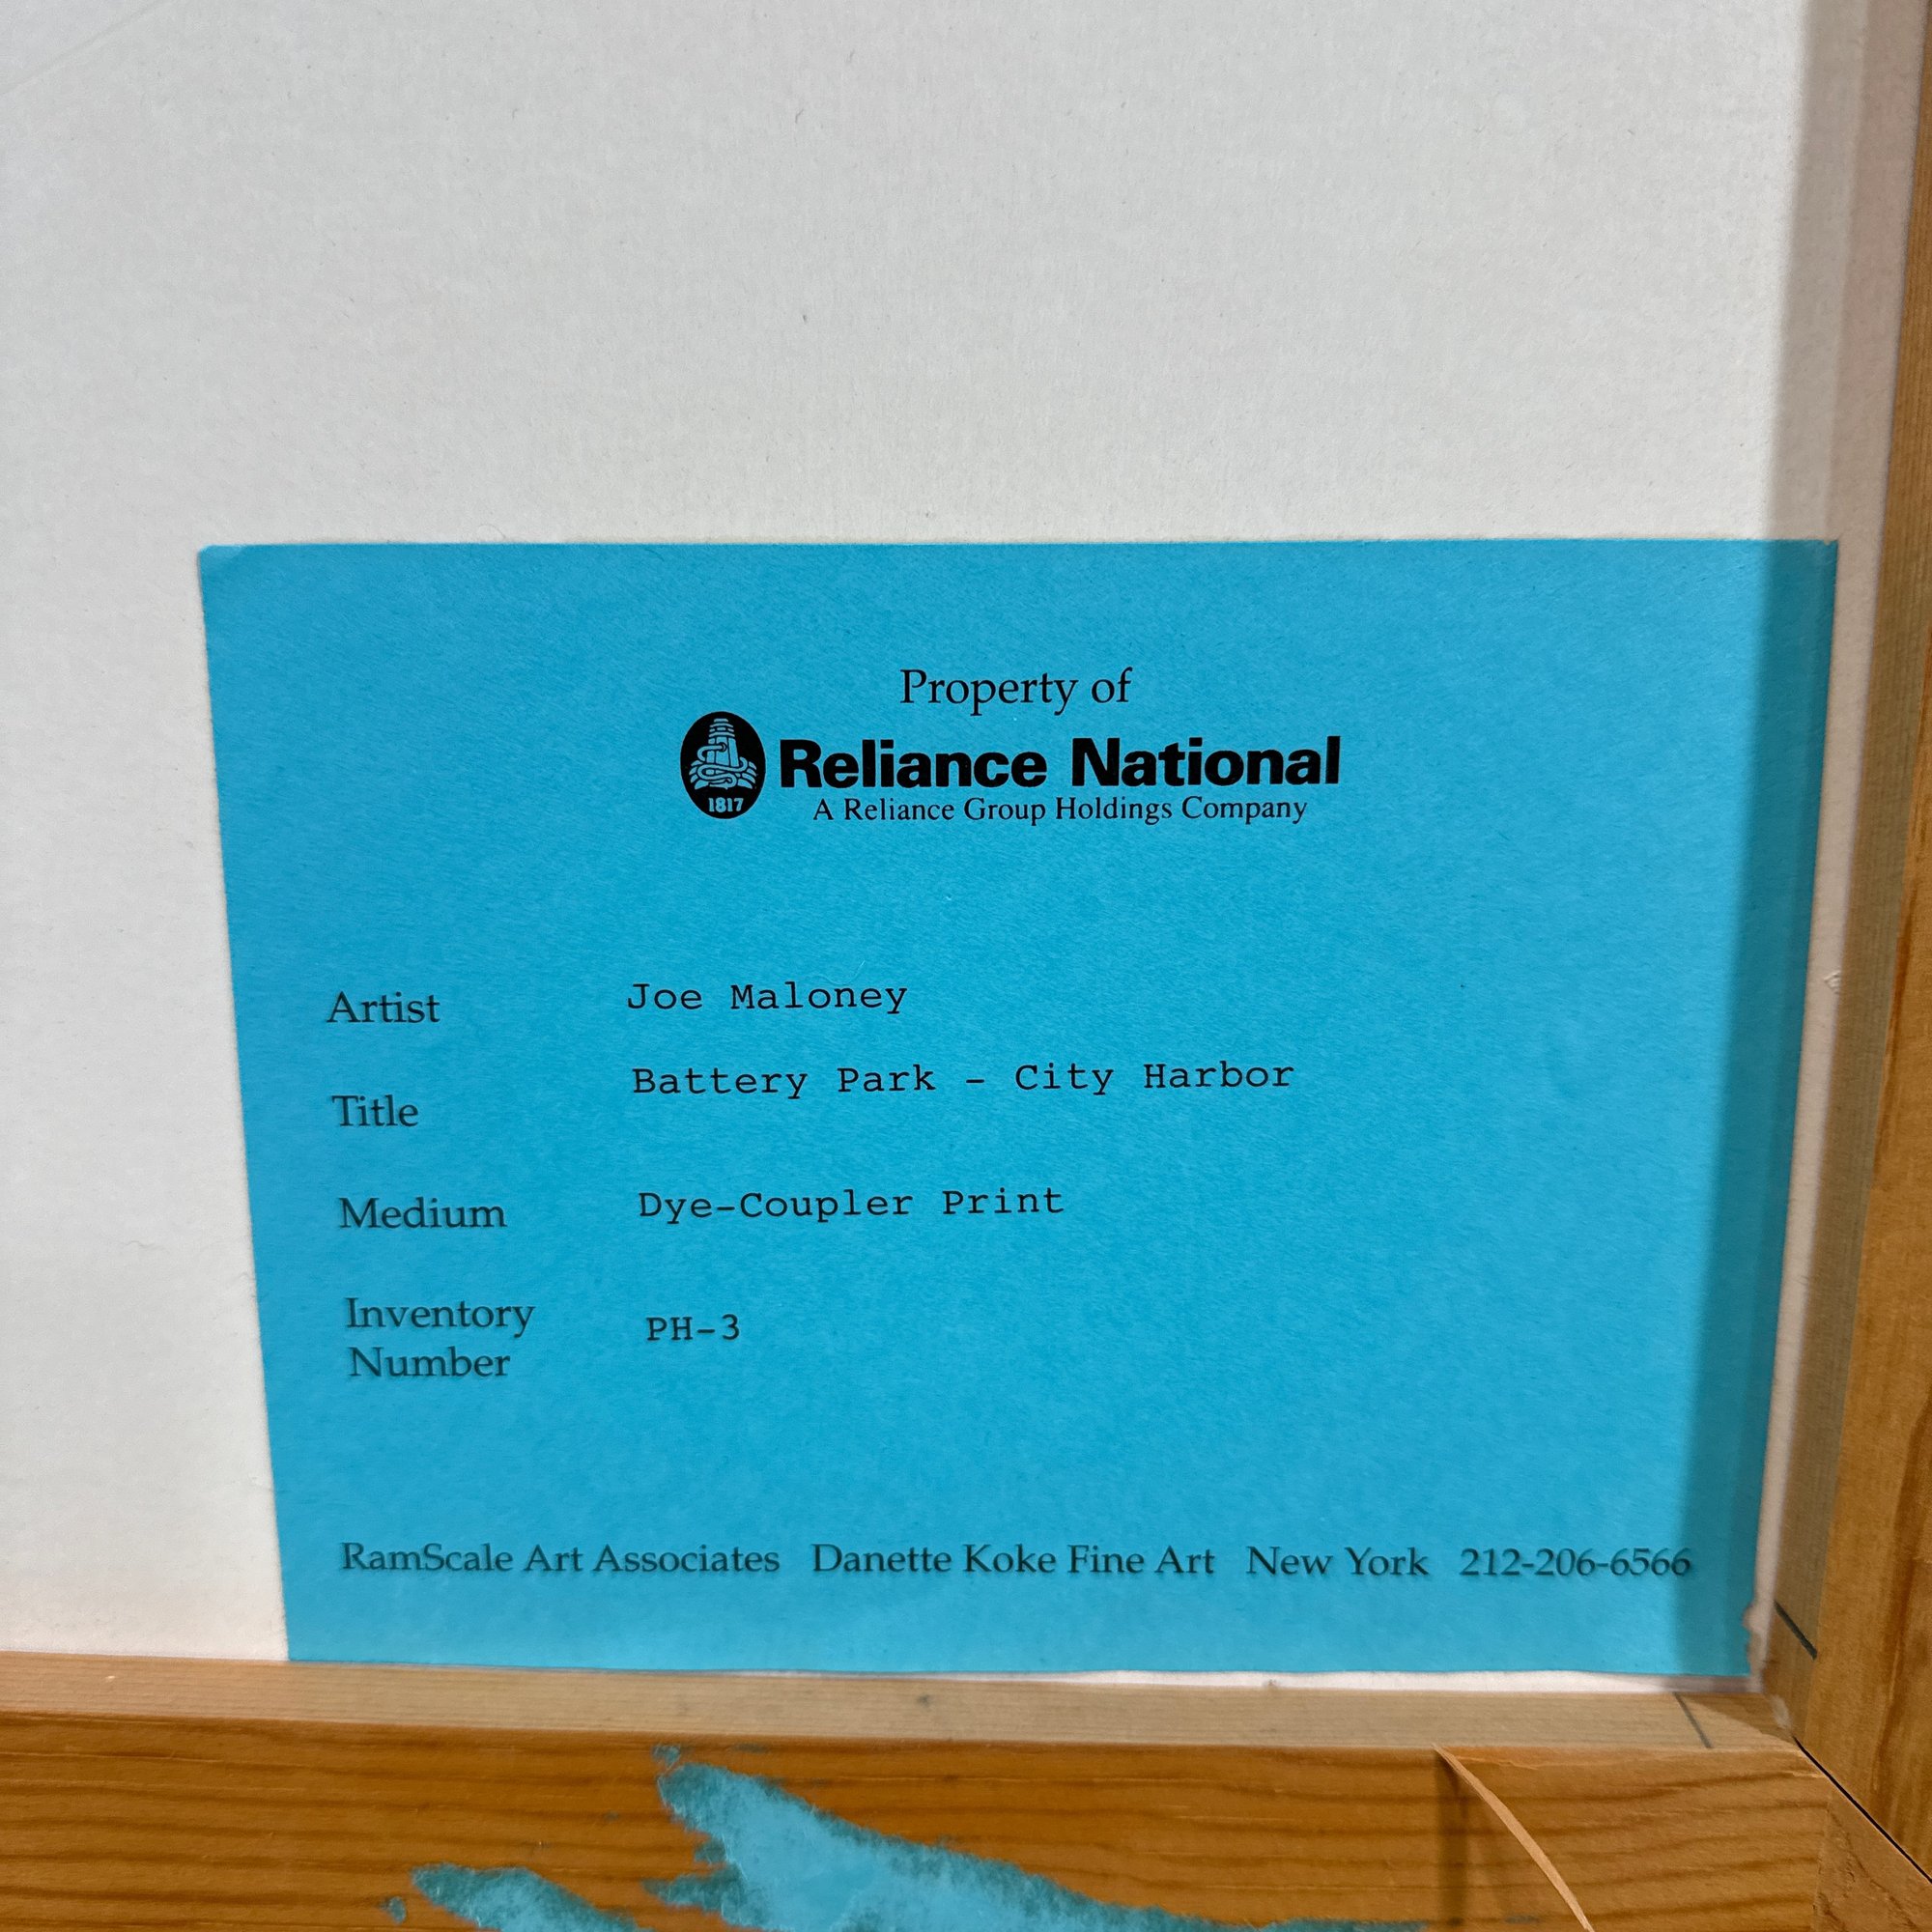 Property of
1817
Reliance National
A Reliance Group Holdings Company
Artist Joe Maloney
Title Battery Park - City Harbor
Medium Dye-Coupler Print
Inventory
Number PH-3
RamScale Art Associates Danette Koke Fine Art New York 212-206-6566